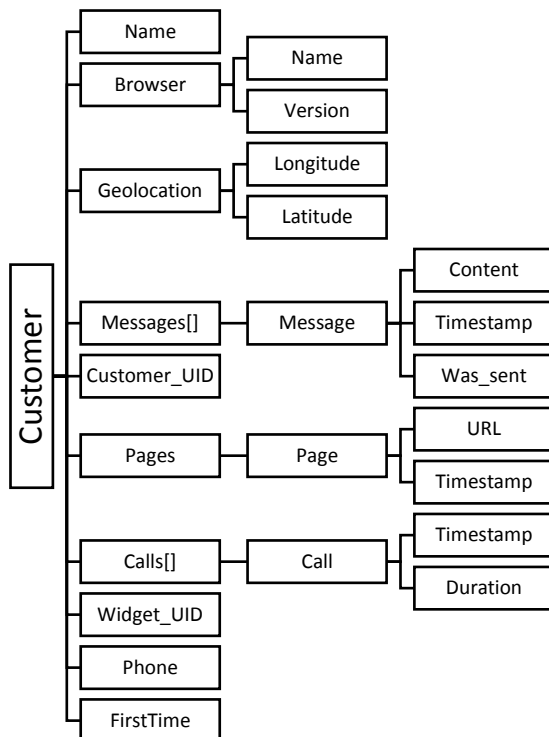 Customer
Name
Browser
Name
Version
Geolocation
Longitude
Latitude
Messages[]
Message
Content
Timestamp
Was_sent
Customer_UID
Pages
Page
URL
Timestamp
Calls[]
Call
Timestamp
Duration
Widget_UID
Phone
FirstTime